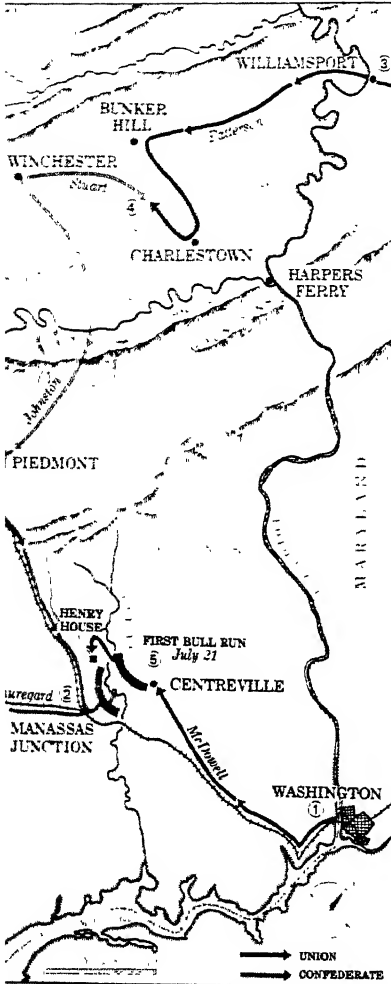 WILLIAMSPORT
③
BUNKER
HILL
Patterson
WINCHESTER
Stuart
④
CHARLESTOWN
HARPERS
FERRY
Johnston
PIEDMONT
MARYLAND
HENRY
HOUSE
FIRST BULL RUN
July 21
⑤
CENTREVILLE
auregard
②
MANASSAS
JUNCTION
McDowell
WASHINGTON
①
UNION
CONFEDERATE